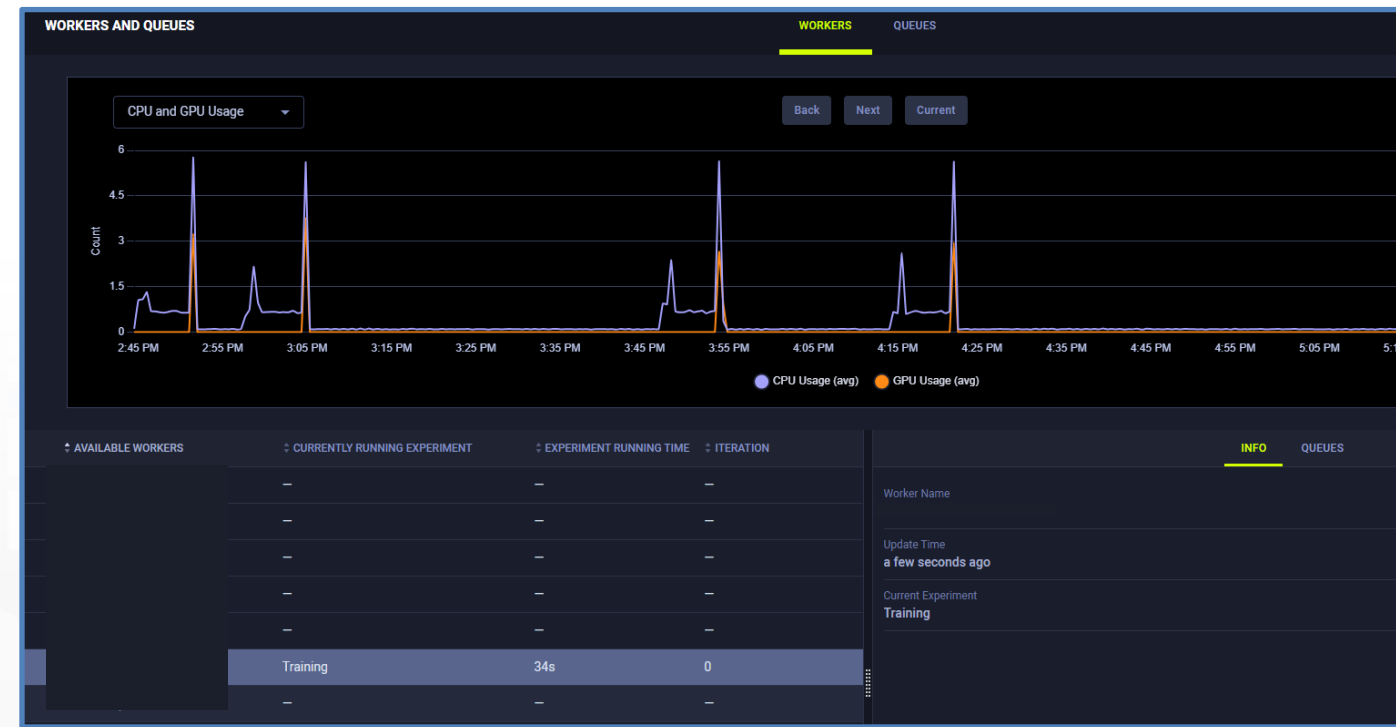 WORKERS AND QUEUES
WORKERS QUEUES
CPU and GPU Usage
Back Next Current
6
4.5
3
1.5
0
Count
2:45 PM 2:55 PM 3:05 PM 3:15 PM 3:25 PM 3:35 PM 3:45 PM 3:55 PM 4:05 PM 4:15 PM 4:25 PM 4:35 PM 4:45 PM 4:55 PM 5:05 PM
CPU Usage (avg) GPU Usage (avg)
AVAILABLE WORKERS CURRENTLY RUNNING EXPERIMENT EXPERIMENT RUNNING TIME ITERATION
– – –
– – –
– – –
– – –
– – –
Training 34s 0
– – –
INFO QUEUES
Worker Name
Update Time
a few seconds ago
Current Experiment
Training